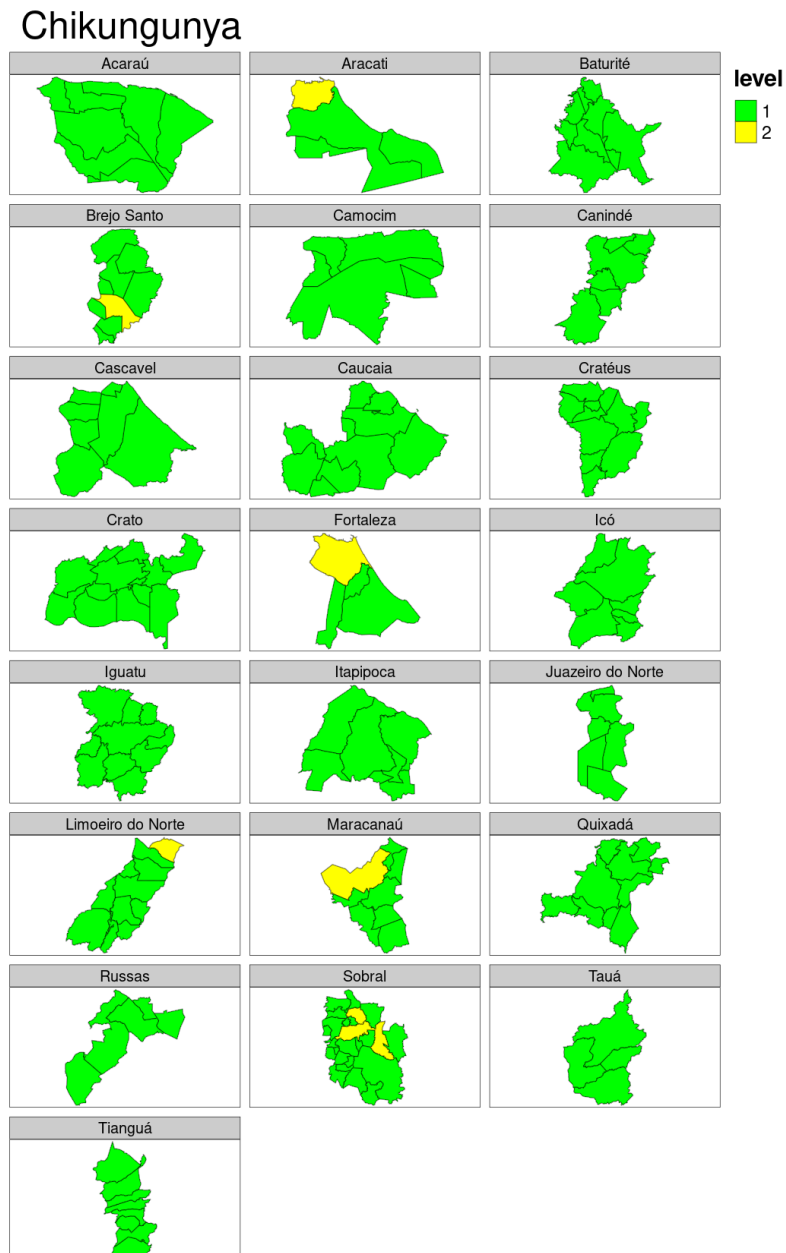 Chikungunya
Acaraú
Aracati
Baturité
level
1
2
Brejo Santo
Camocim
Canindé
Cascavel
Caucaia
Cratéus
Crato
Fortaleza
Icó
Iguatu
Itapipoca
Juazeiro do Norte
Limoeiro do Norte
Maracanaú
Quixadá
Russas
Sobral
Tauá
Tianguá